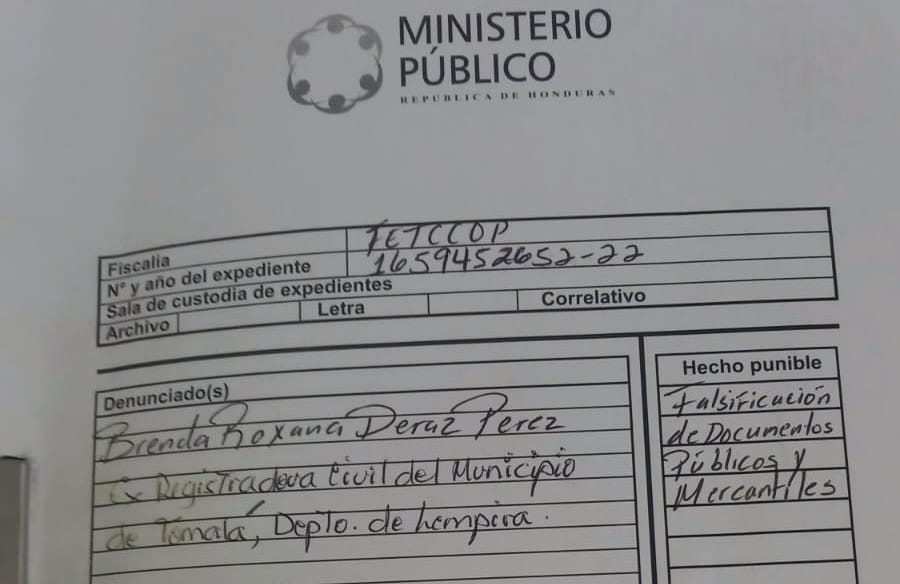 MINISTERIO
PÚBLICO
REPÚBLICA DE HONDURAS
Fiscalia FETCCOP
N° y año del expediente 1659452652-22
Sala de custodia de expedientes
Archivo Letra Correlativo
Denunciado(s)
Brenda Roxana Deraz Perez
Ex Registradora Civil del Municipio
de Tomalá, Depto. de Lempira.
Hecho punible
Falsificación
de Documentos
Públicos y
Mercantiles